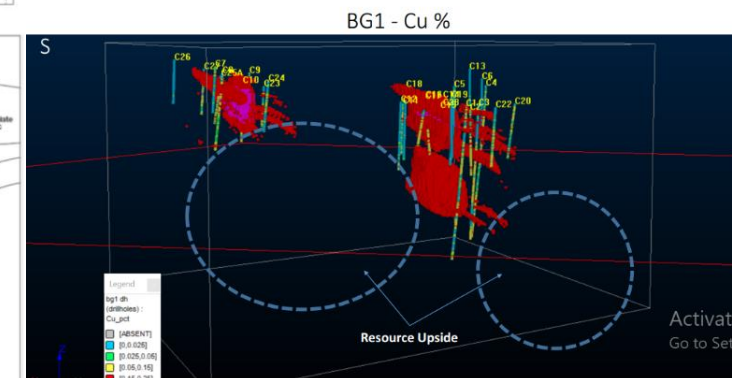 BG1 - Cu %
S
C26
C7
C9
C24
C23
C10
C18
C13
C5
C6
C4
C3
C22
C20
Resource Upside
Legend
bg1 dh
(drillholes) :
Cu_pct
[ABSENT]
[0,0.025]
[0.025,0.05]
[0.05,0.15]
Activat
Go to Set